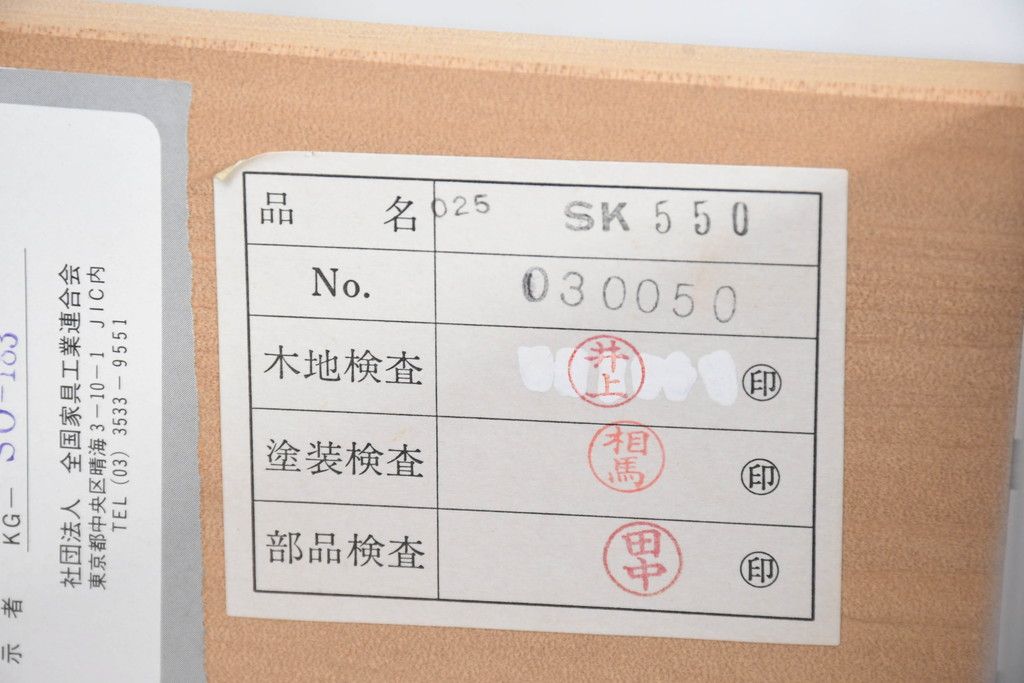 品名 025 SK 550
No. 030050
木地検査 井上 ㊞
塗装検査 相馬 ㊞
部品検査 田中 ㊞
社団法人 全国家具工業連合会
東京都中央区晴海3-10-1 JIC内
TEL (03) 3533-9551
示者 KG- SO-183